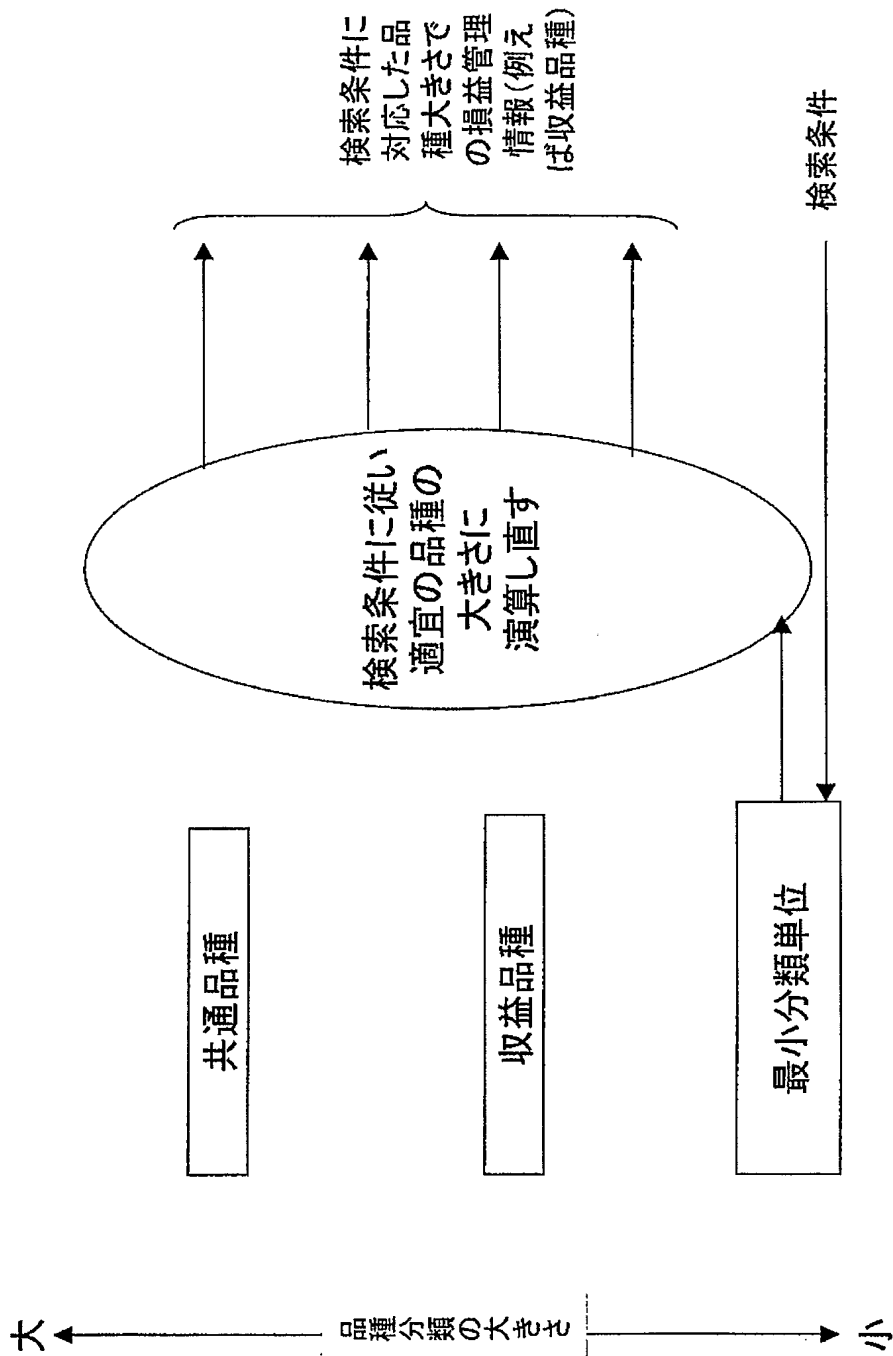 大
品種分類の大きさ
小
共通品種
収益品種
最小分類単位
検索条件に従い
適宜の品種の
大きさに
演算し直す
検索条件に
対応した品
種大きさで
の損益管理
情報(例え
ば収益品種)
検索条件